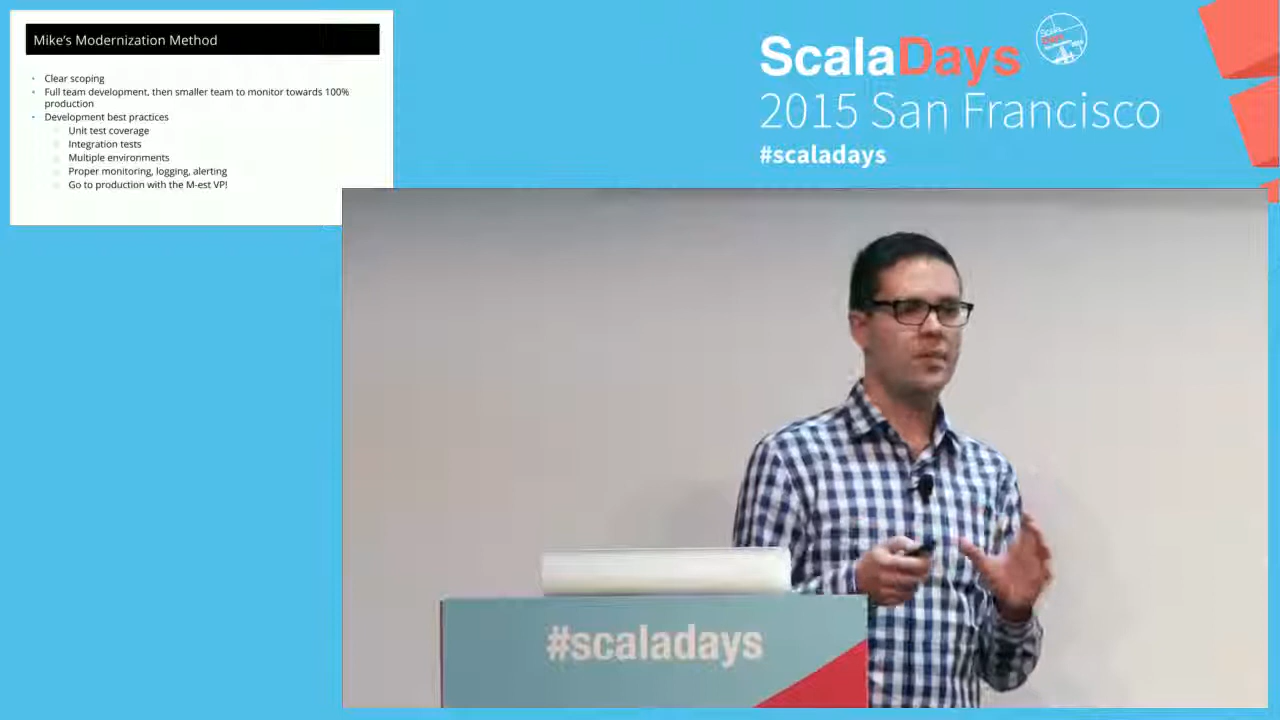 Mike's Modernization Method
Clear scoping
Full team development, then smaller team to monitor towards 100%
production
Development best practices
Unit test coverage
Integration tests
Multiple environments
Proper monitoring, logging, alerting
Go to production with the M-est VP!
ScalaDays
2015 San Francisco
#scaladays
#scaladays